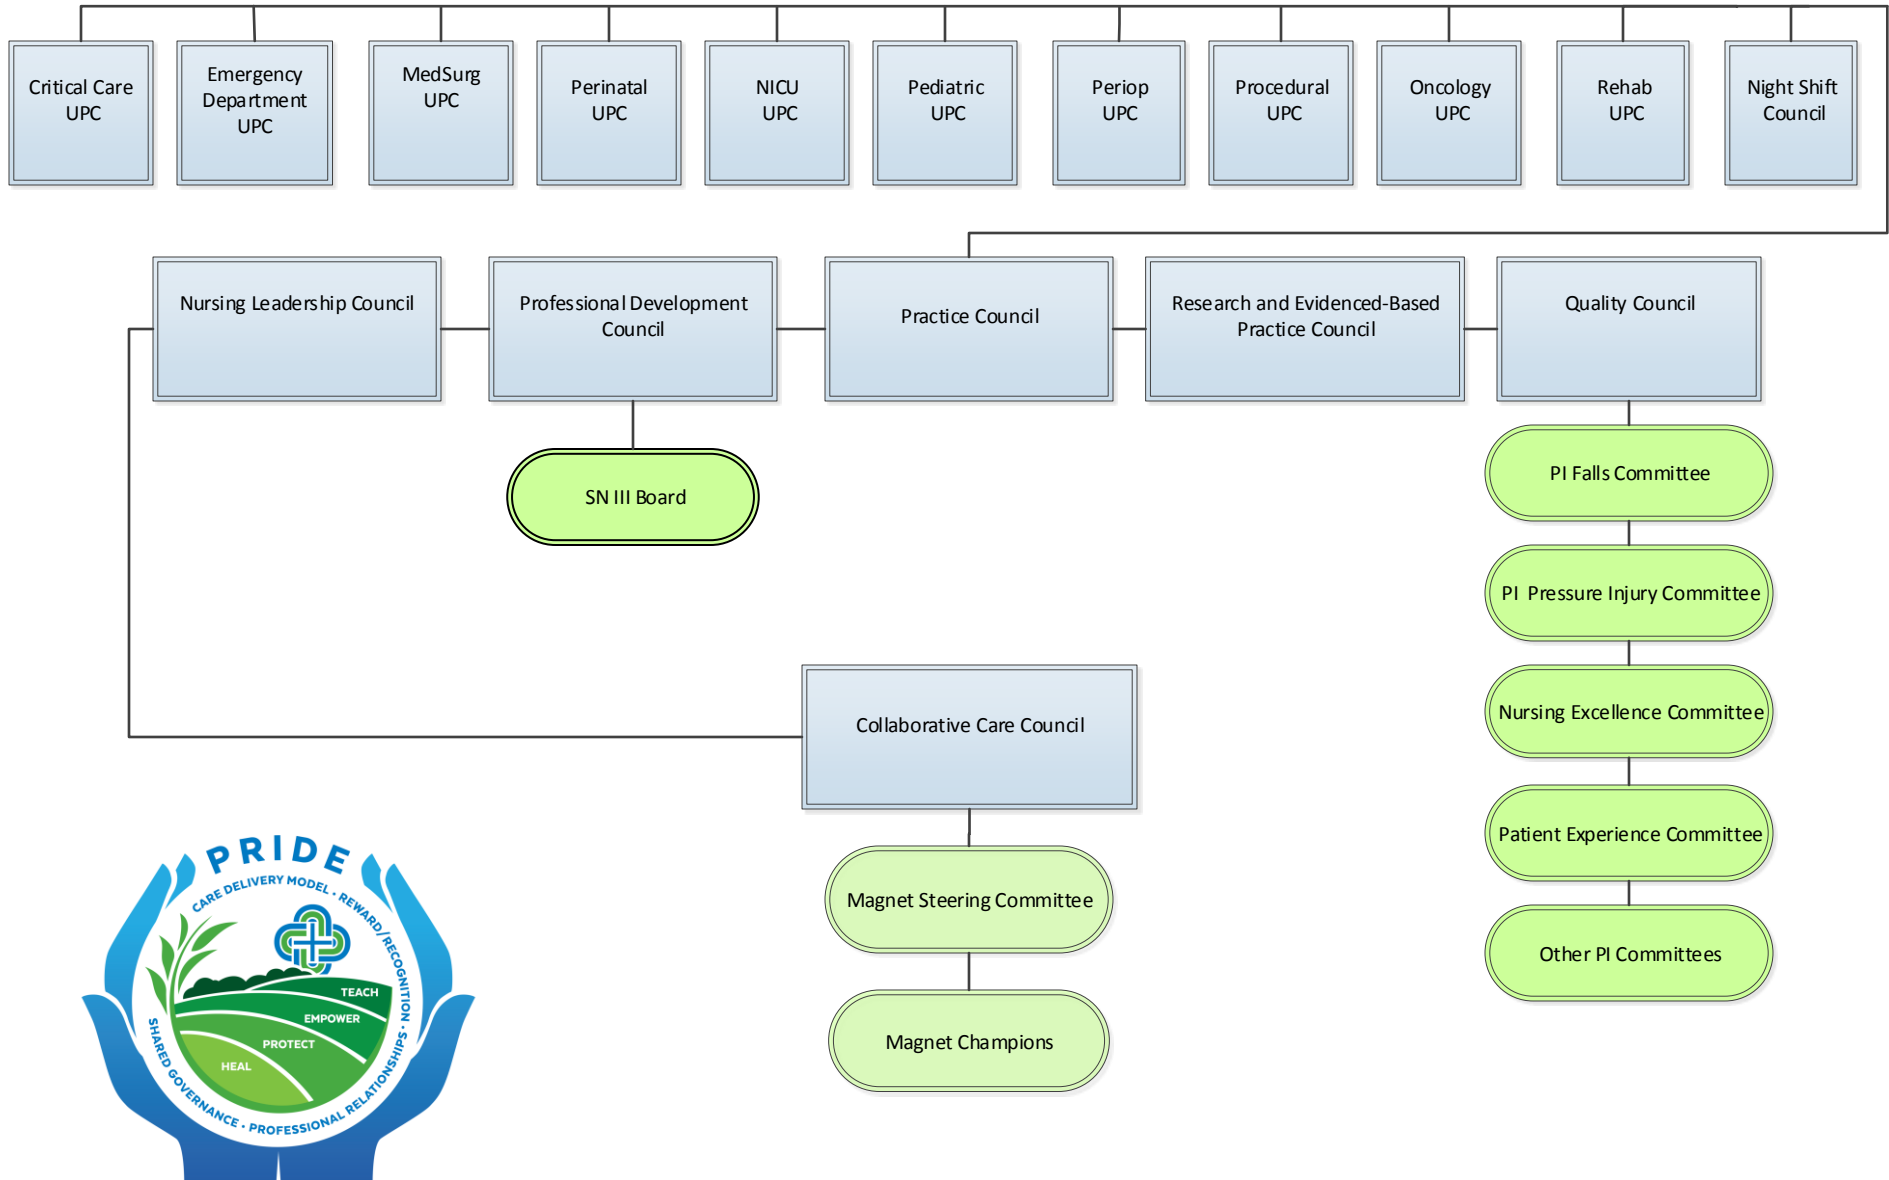 Critical Care
UPC
Emergency
Department
UPC
MedSurg
UPC
Perinatal
UPC
NICU
UPC
Pediatric
UPC
Periop
UPC
Procedural
UPC
Oncology
UPC
Rehab
UPC
Night Shift
Council
Nursing Leadership Council
Professional Development
Council
Practice Council
Research and Evidenced-Based
Practice Council
Quality Council
SN III Board
PI Falls Committee
PI  Pressure Injury Committee
Nursing Excellence Committee
Patient Experience Committee
Other PI Committees
Collaborative Care Council
Magnet Steering Committee
Magnet Champions
PRIDE
CARE DELIVERY MODEL • REWARD/RECOGNITION •
SHARED GOVERNANCE • PROFESSIONAL RELATIONSHIPS •
TEACH
EMPOWER
PROTECT
HEAL